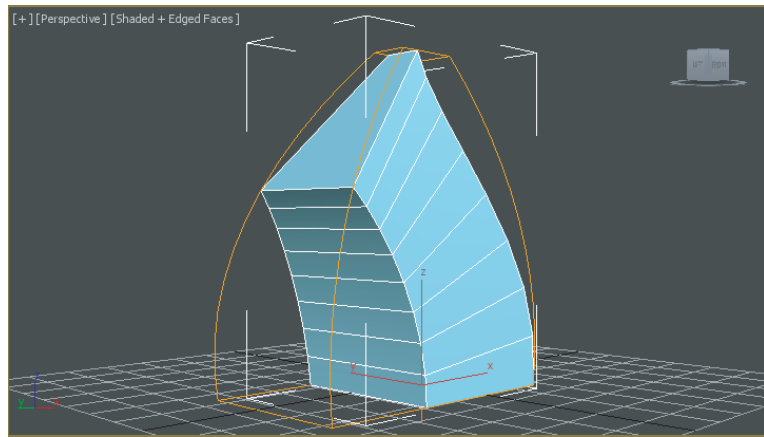 [+] [Perspective] [Shaded + Edged Faces]
z
y x
y